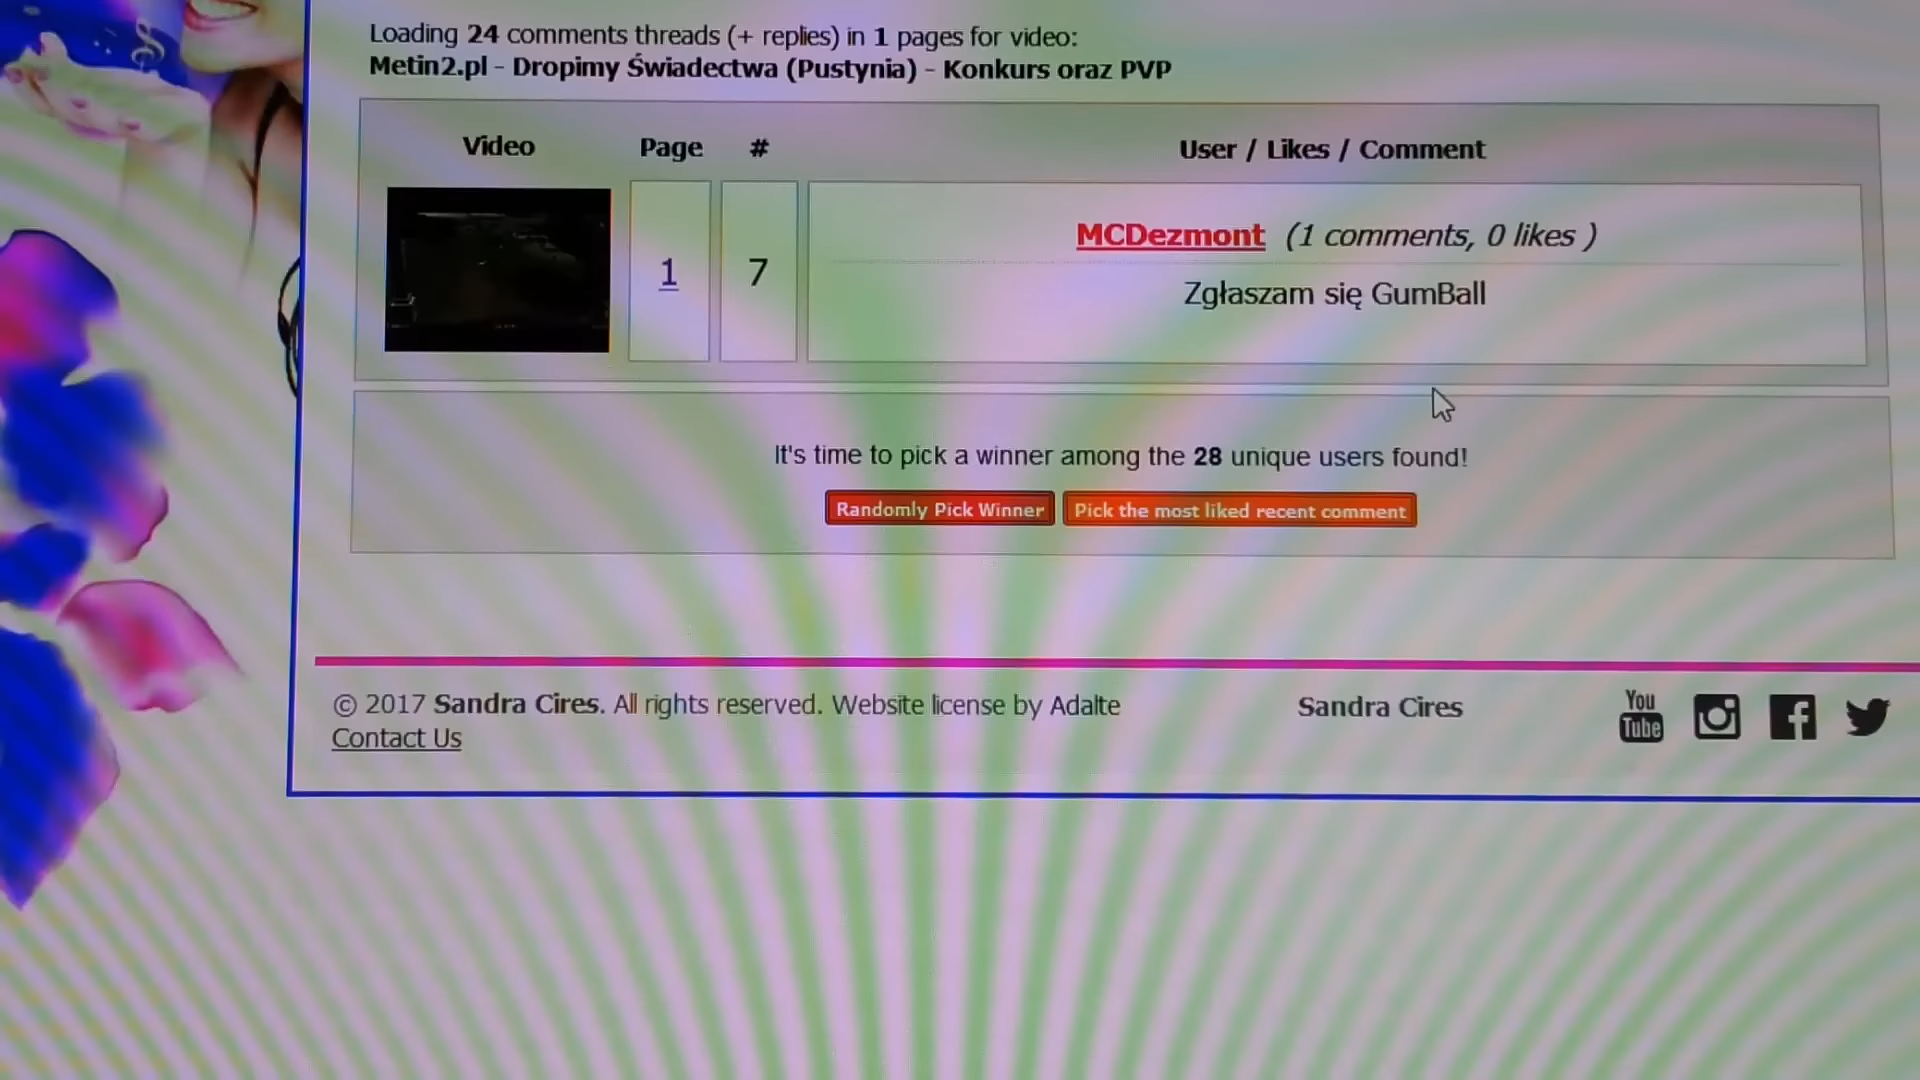 Loading 24 comments threads (+ replies) in 1 pages for video:
Metin2.pl - Dropimy Świadectwa (Pustynia) - Konkurs oraz PVP
Video Page # User / Likes / Comment
1 7 MCDezmont (1 comments, 0 likes )
Zgłaszam się GumBall
It's time to pick a winner among the 28 unique users found!
Randomly Pick Winner Pick the most liked recent comment
© 2017 Sandra Cires. All rights reserved. Website license by Adalte Sandra Cires You Tube
Contact Us